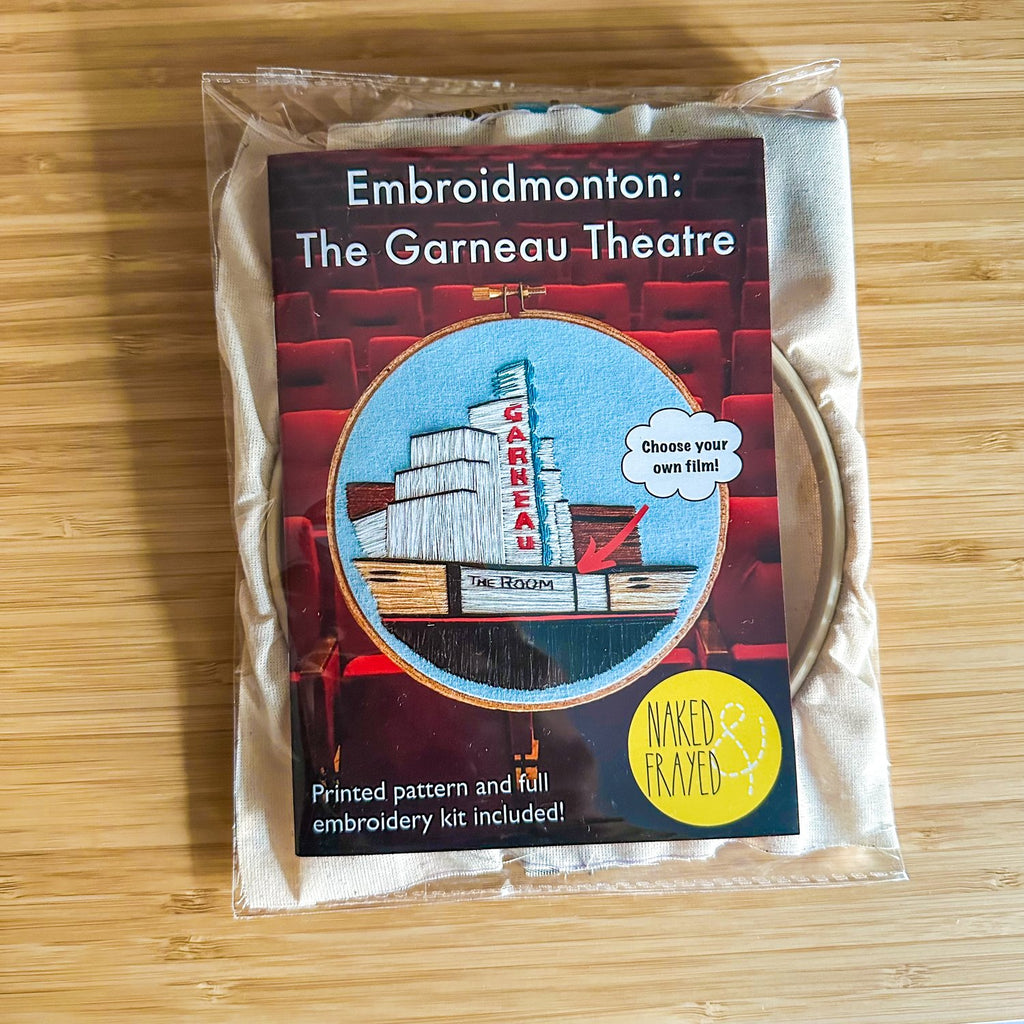 Embroidmonton:
The Garneau Theatre
GARNEAU
Choose your
own film!
THE ROOM
NAKED
&
FRAYED
Printed pattern and full
embroidery kit included!